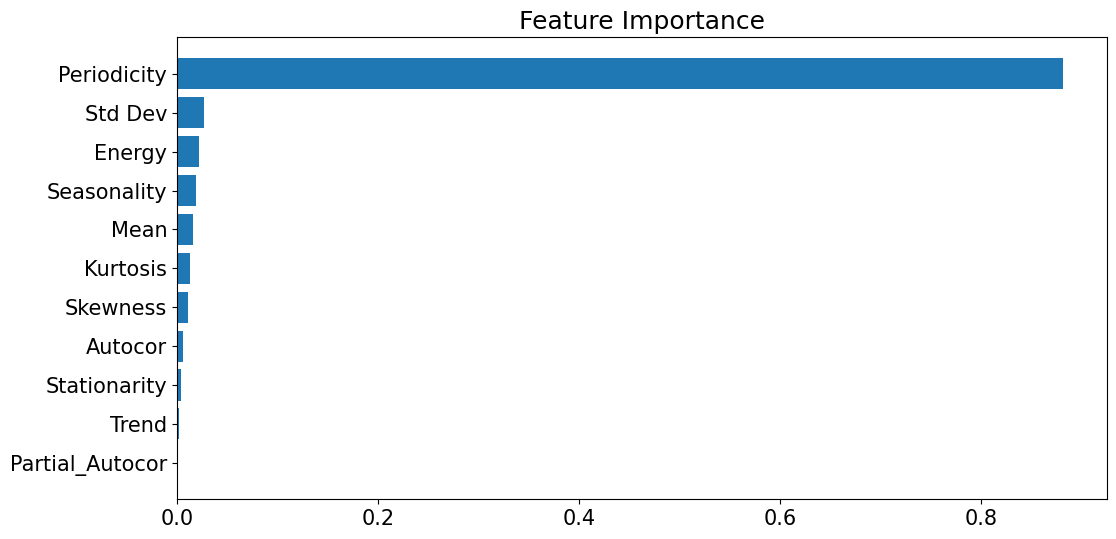 Feature Importance
Periodicity
Std Dev
Energy
Seasonality
Mean
Kurtosis
Skewness
Autocor
Stationarity
Trend
Partial_Autocor
0.0 0.2 0.4 0.6 0.8